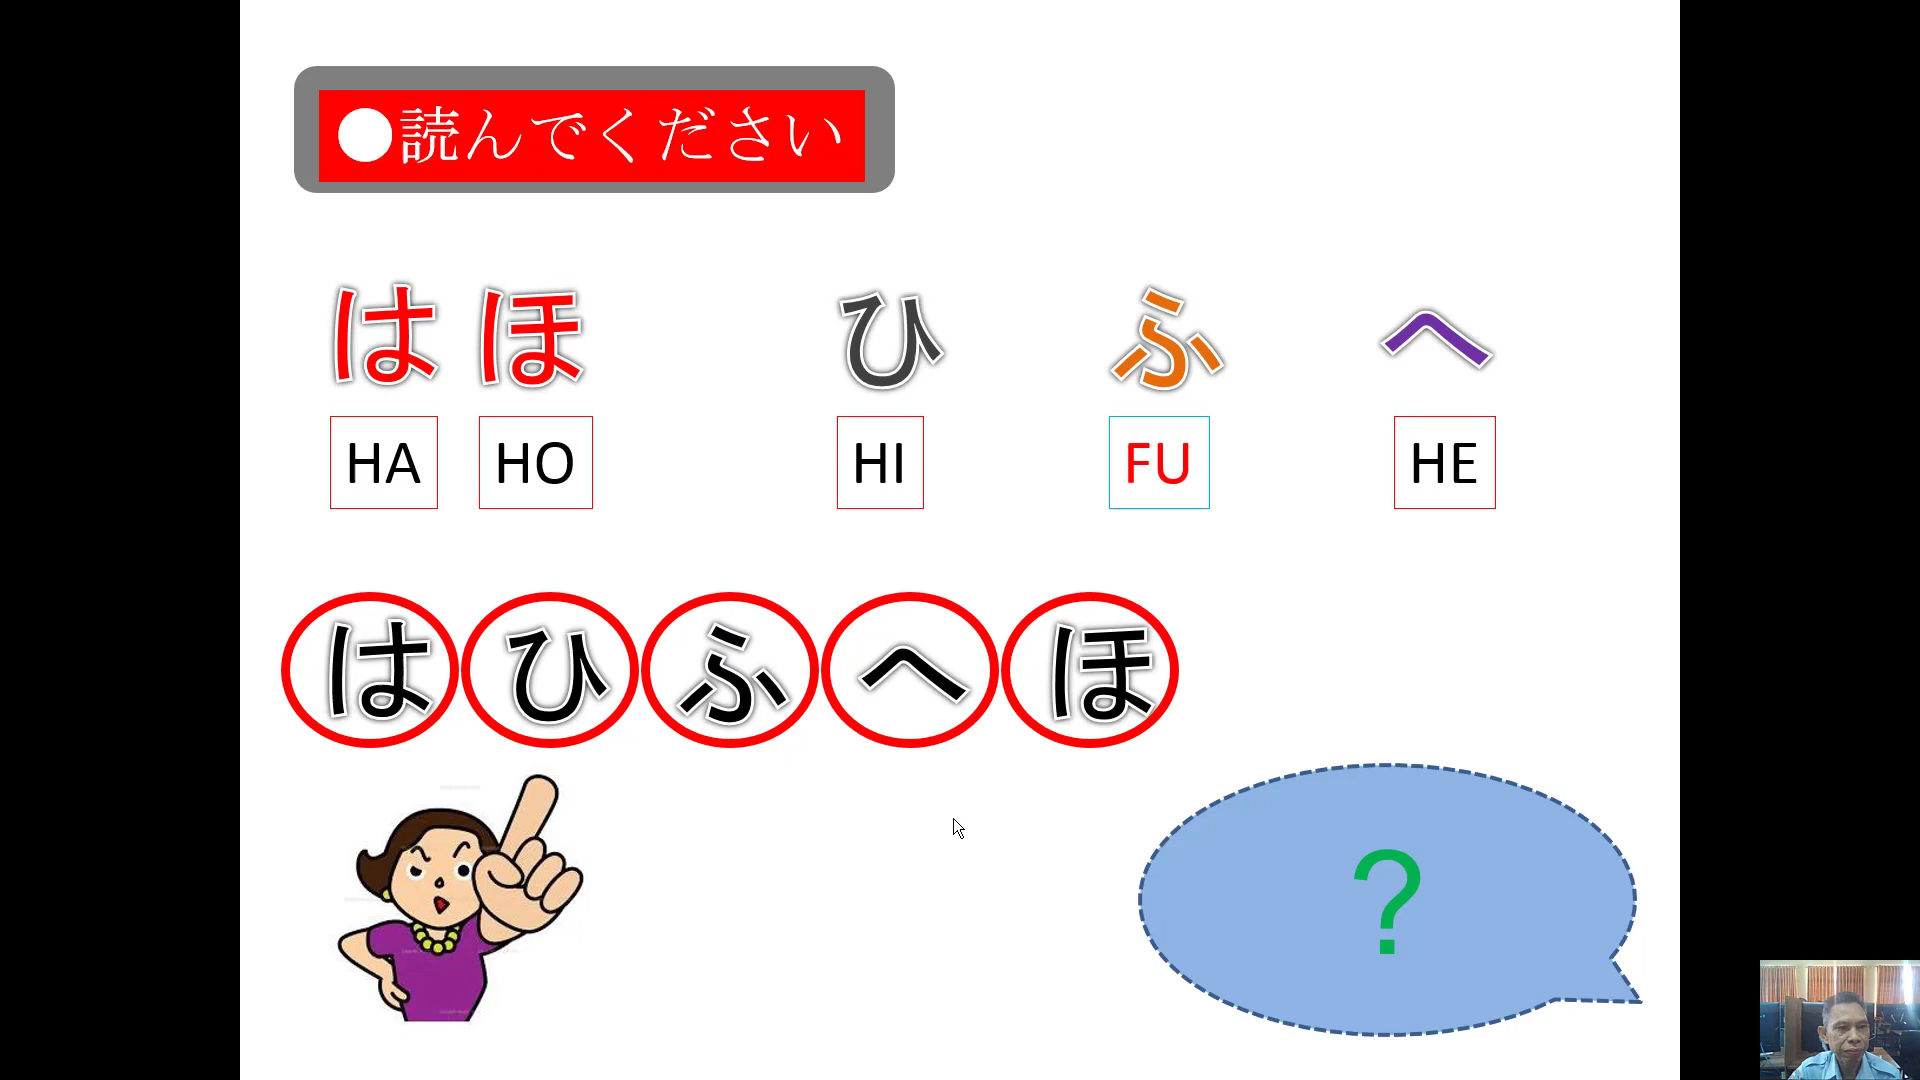 ●読んでください
は ほ ひ ふ へ
HA HO HI FU HE
は ひ ふ へ ほ
?